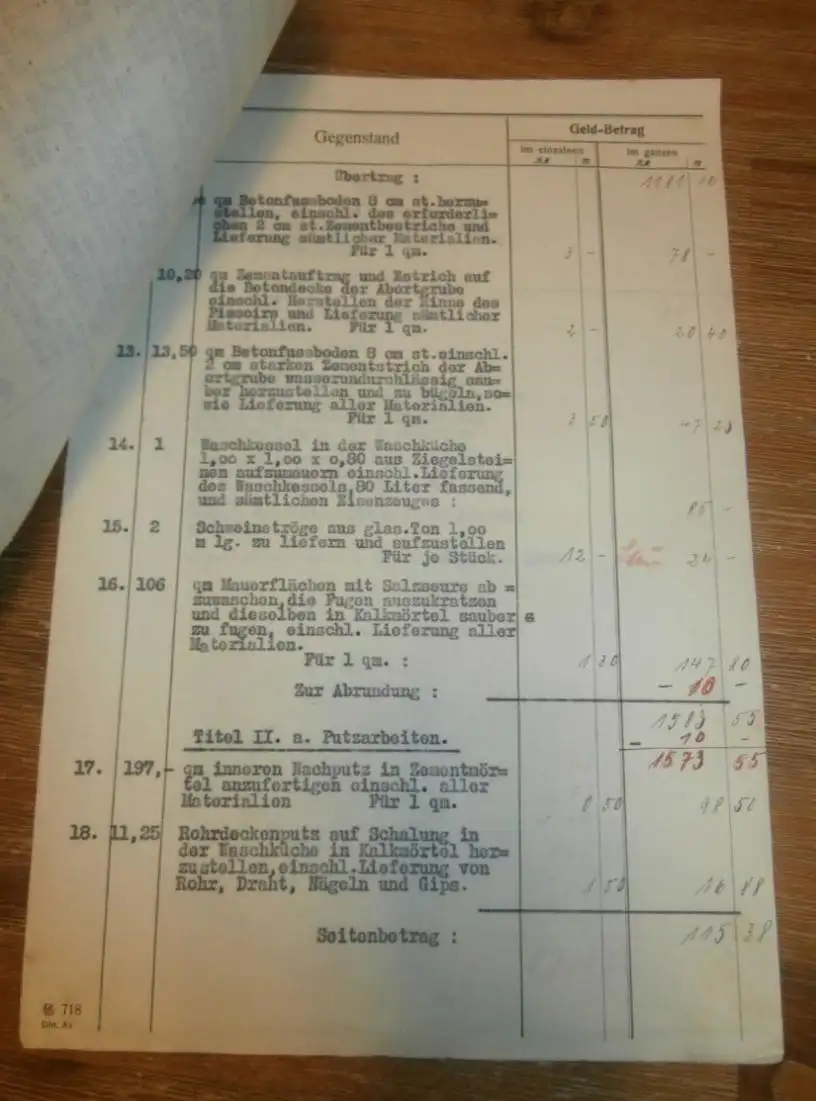 Gegenstand
Geld-Betrag
im einzelnen
im ganzen
Übertrag :
1181 10
qm Betonfussboden 8 cm st.herzu=
stellen, einschl. des erforderli=
chen 2 cm st.Zementbestriche und
Lieferung sämtlicher Materialien.
Für 1 qm. 3 - 78 -
10,20 qm Zementauftrag und Estrich auf
die Betondecke der Abortgrube
einschl. Herstellen der Rinne des
Pissoirs und Lieferung sämtlicher
Materialien. Für 1 qm. 2 - 20 40
13. 13,50 qm Betonfussboden 8 cm st.einschl.
2 cm starken Zementstrich der Ab=
ortgrube wasserundurchlässig sau=
ber herzustellen und zu bügeln,so=
wie Lieferung aller Materialien.
Für 1 qm. 3 50 47 25
14. 1 Waschkessel in der Waschküche
1,oo x 1,oo x 0,80 aus Ziegelstei=
nen aufzumauern einschl.Lieferung
des Waschkessels,80 Liter fassend,
und sämtlichen Eisenzeuges : 85 -
15. 2 Schweinetröge aus glas.Ton 1,oo
m lg. zu liefern und aufzustellen
Für je Stück. 12 - 24 -
16. 106 qm Mauerflächen mit Salzseure ab =
zuwaschen,die Fugen auszukratzen
und dieselben in Kalkmörtel sauber
zu fugen, einschl. Lieferung aller
Materialien.
Für 1 qm. : 147 80
Zur Abrundung : - 10 -
1583 55
- 10 -
Titel II. a. Putzarbeiten.
1573 55
17. 197,- qm inneren Nachputz in Zementmör=
tel anzufertigen einschl. aller
Materialien Für 1 qm. 0 50 98 50
18. 11,25 Rohrdeckenputz auf Schalung in
der Waschküche in Kalkmörtel her=
zustellen,einschl.Lieferung von
Rohr, Draht, Nägeln und Gips. 1 50 16 88
Seitenbetrag : 115 38
718